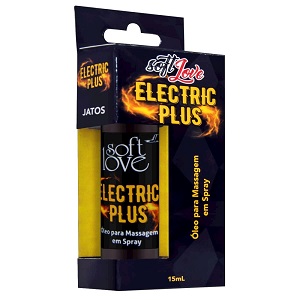 JATOS
soft
love
ELECTRIC
PLUS
Óleo para Massagem
em Spray
soft Love
ELECTRIC
PLUS
Óleo para Massagem
em Spray
15mL